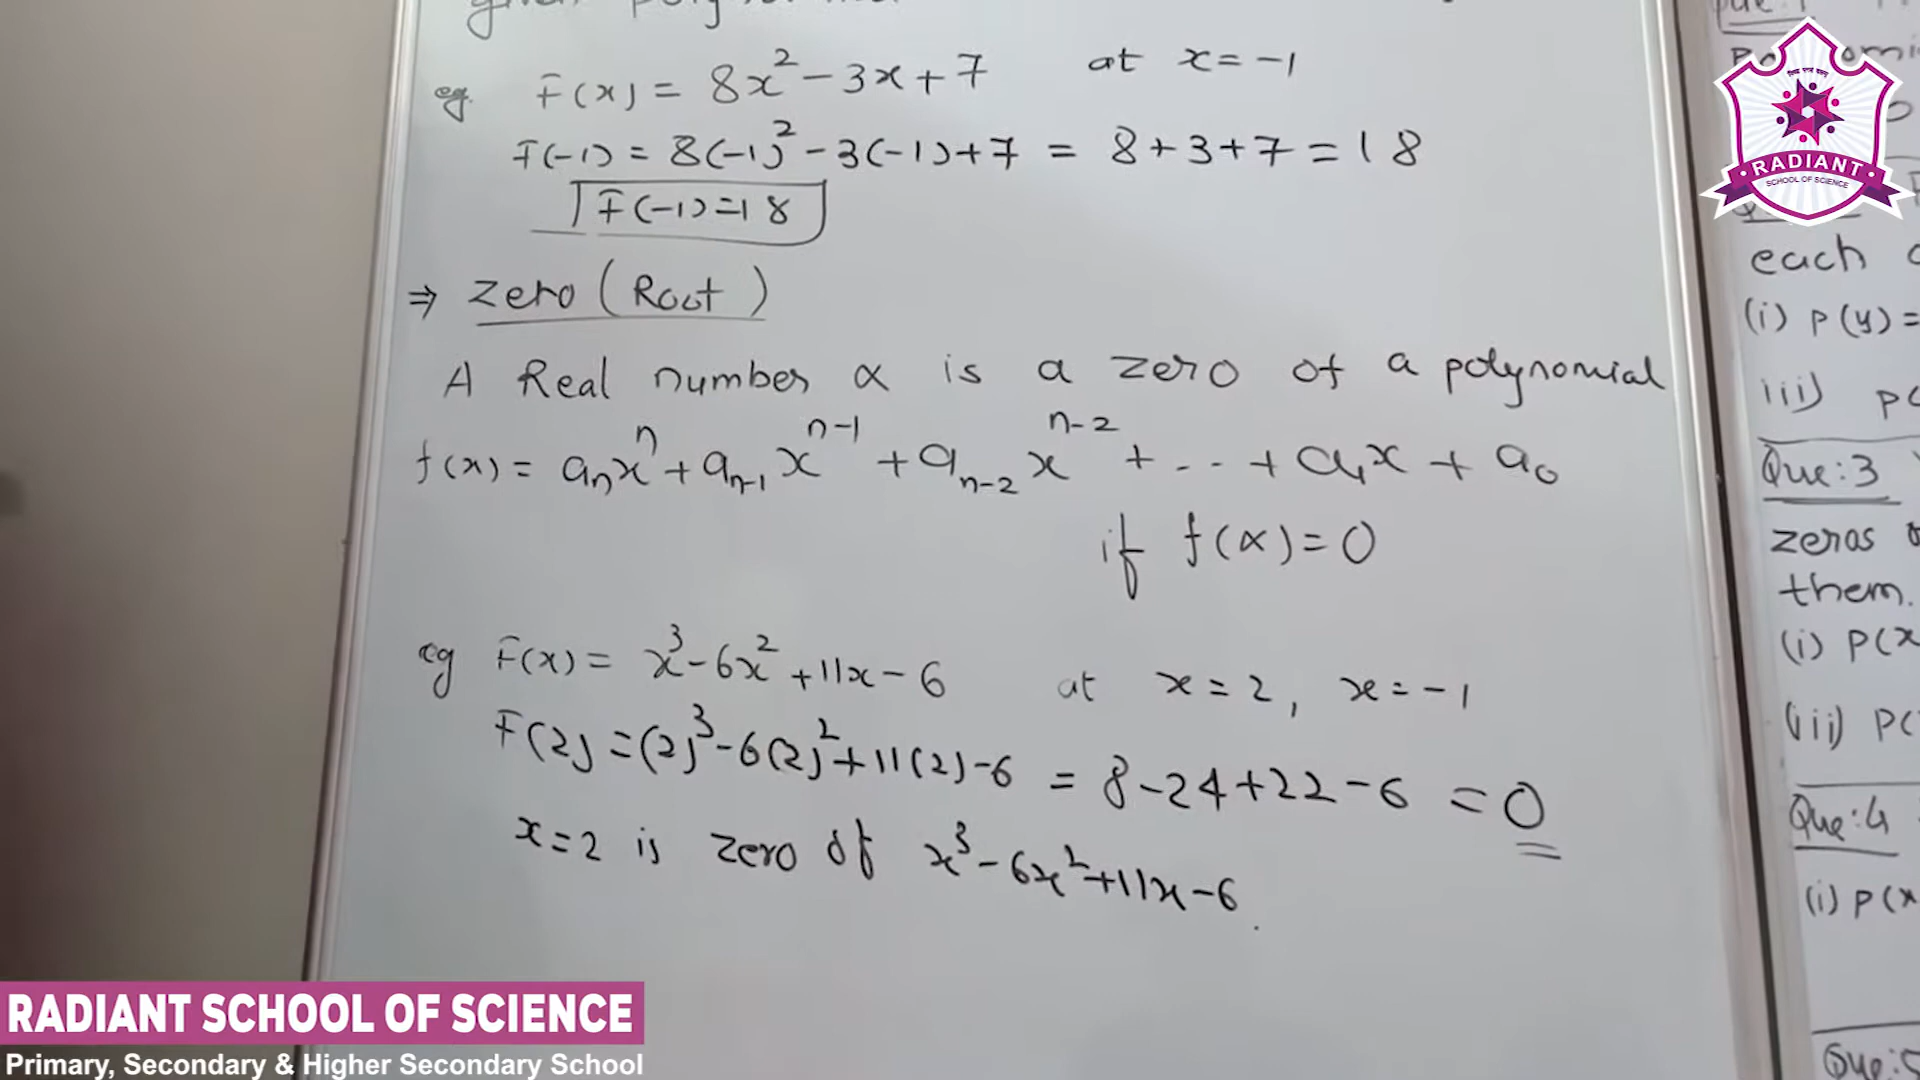 eg. F(x) = 8x² - 3x + 7 at x = -1
F(-1) = 8(-1)² - 3(-1) + 7 = 8 + 3 + 7 = 18
F(-1) = 18
⇒ Zero (Root)
A Real number α is a zero of a polynomial
f(x) = aₙxⁿ + aₙ₋₁xⁿ⁻¹ + aₙ₋₂xⁿ⁻² + ... + a₁x + a₀
if f(α) = 0
eg F(x) = x³ - 6x² + 11x - 6 at x = 2, x = -1
F(2) = (2)³ - 6(2)² + 11(2) - 6 = 8 - 24 + 22 - 6 = 0
x = 2 is zero of x³ - 6x² + 11x - 6.
each
(i) P(y) =
iii) P(
Que:3
zeros
them.
(i) P(x
(iii) P(
Que:4
(i) P(x
Que:5
RADIANT
SCHOOL OF SCIENCE
RADIANT SCHOOL OF SCIENCE
Primary, Secondary & Higher Secondary School